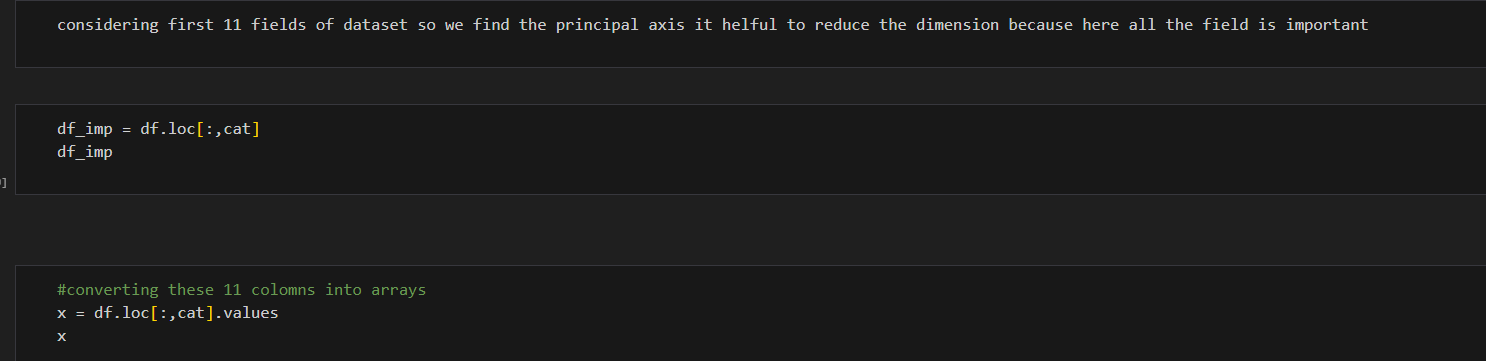 considering first 11 fields of dataset so we find the principal axis it helful to reduce the dimension because here all the field is important
df_imp = df.loc[:,cat]
df_imp
]
#converting these 11 colomns into arrays
x = df.loc[:,cat].values
x